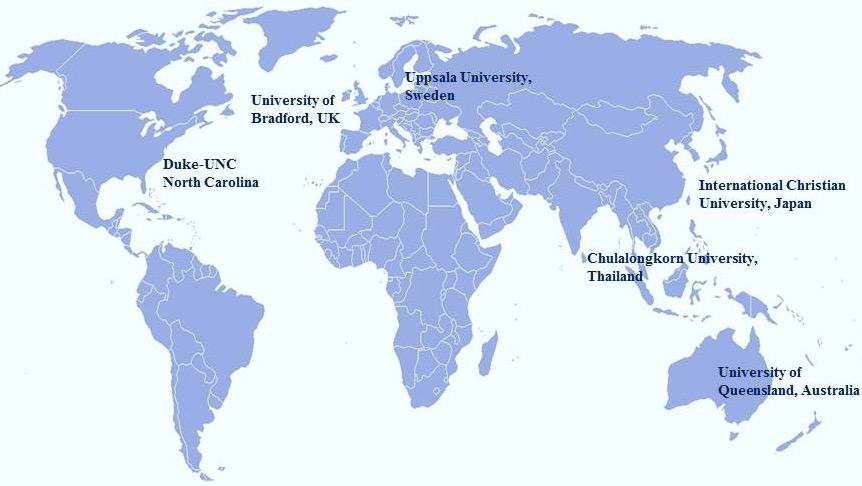 Uppsala University,
Sweden
University of
Bradford, UK
Duke-UNC
North Carolina
International Christian
University, Japan
Chulalongkorn University,
Thailand
University of
Queensland, Australia